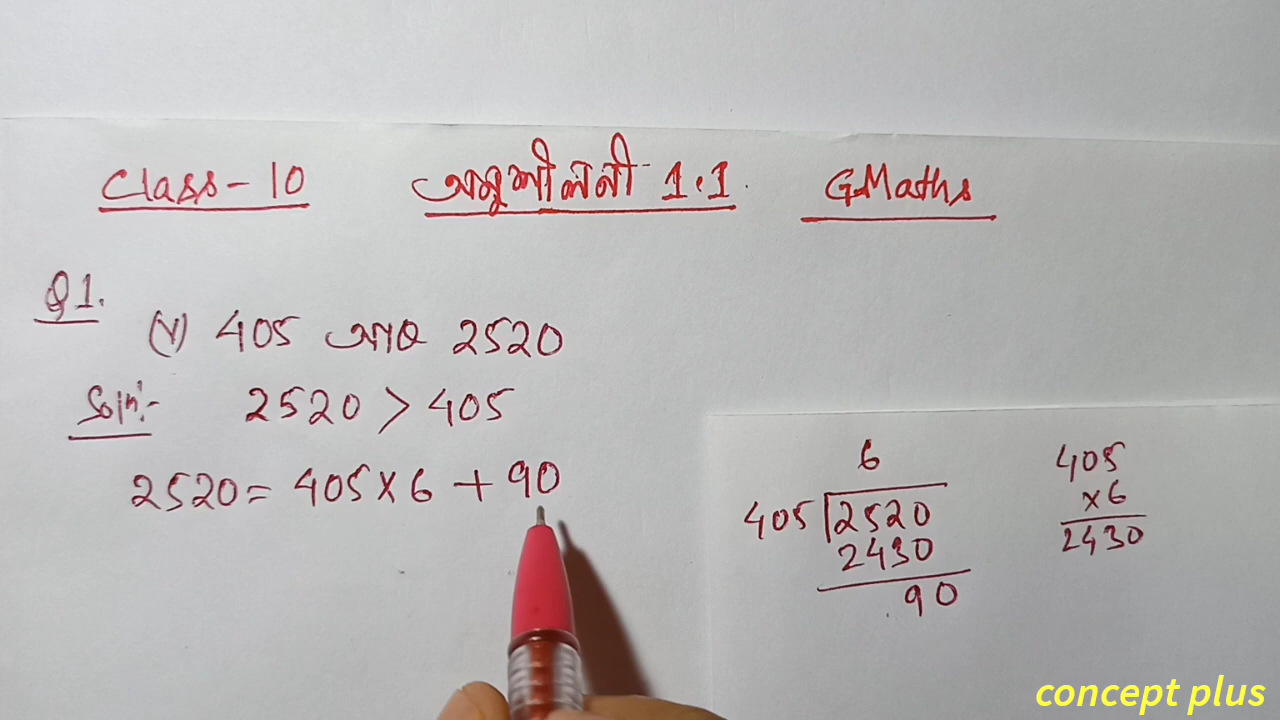 Class - 10 অনুশীলনী 1.1. GMaths
Q1.
(v) 405 আৰু 2520
Soln:-
2520 > 405
2520 = 405 × 6 + 90
6
405 2520
2430
90
405
×6
2430
concept plus